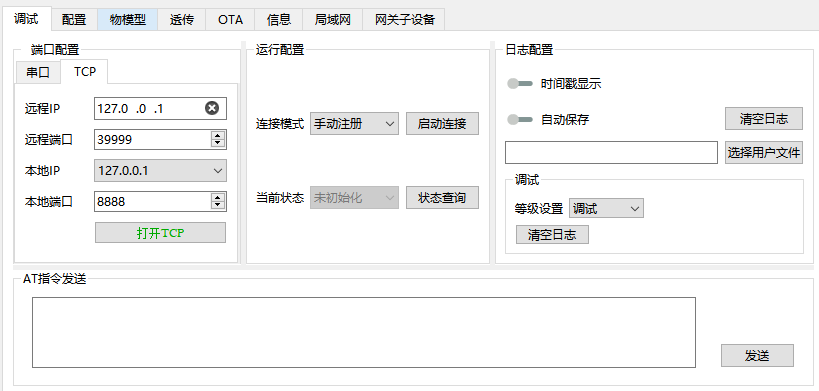 调试 配置 物模型 透传 OTA 信息 局域网 网关子设备
端口配置
串口 TCP
远程IP 127.0 .0 .1
远程端口 39999
本地IP 127.0.0.1
本地端口 8888
打开TCP
运行配置
连接模式 手动注册 启动连接
当前状态 未初始化 状态查询
日志配置
时间戳显示
自动保存 清空日志
选择用户文件
调试
等级设置 调试
清空日志
AT指令发送
发送